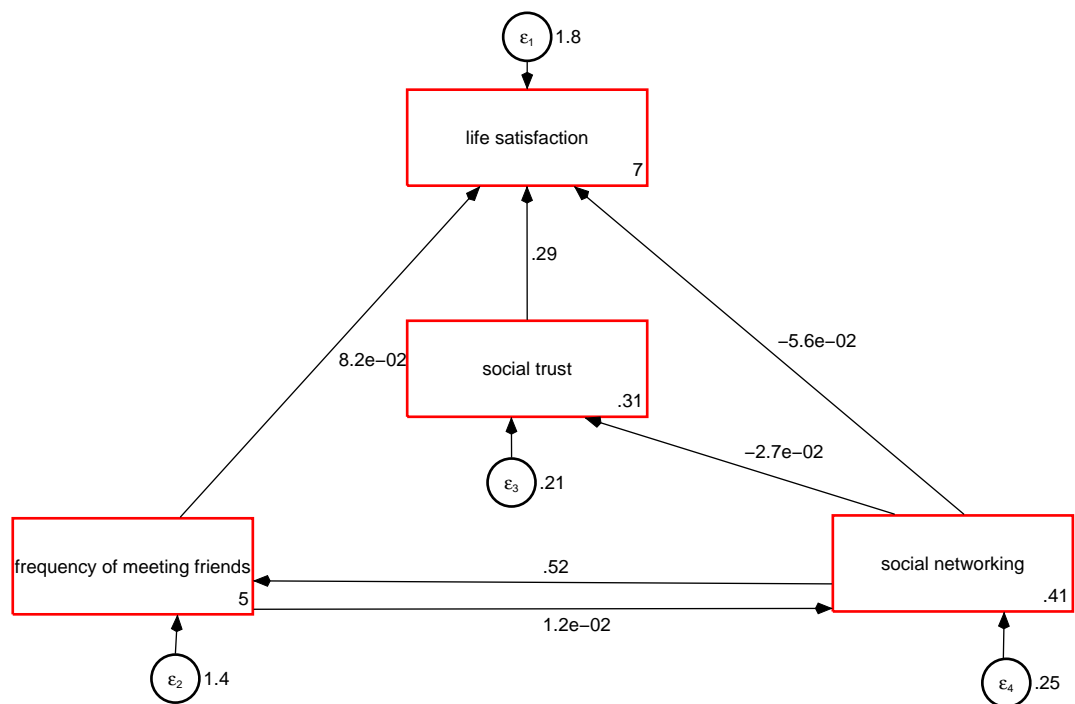 ε₁ 1.8
life satisfaction
7
.29
8.2e−02
−5.6e−02
social trust
.31
−2.7e−02
ε₃ .21
frequency of meeting friends
5
.52
1.2e−02
social networking
.41
ε₂ 1.4
ε₄ .25